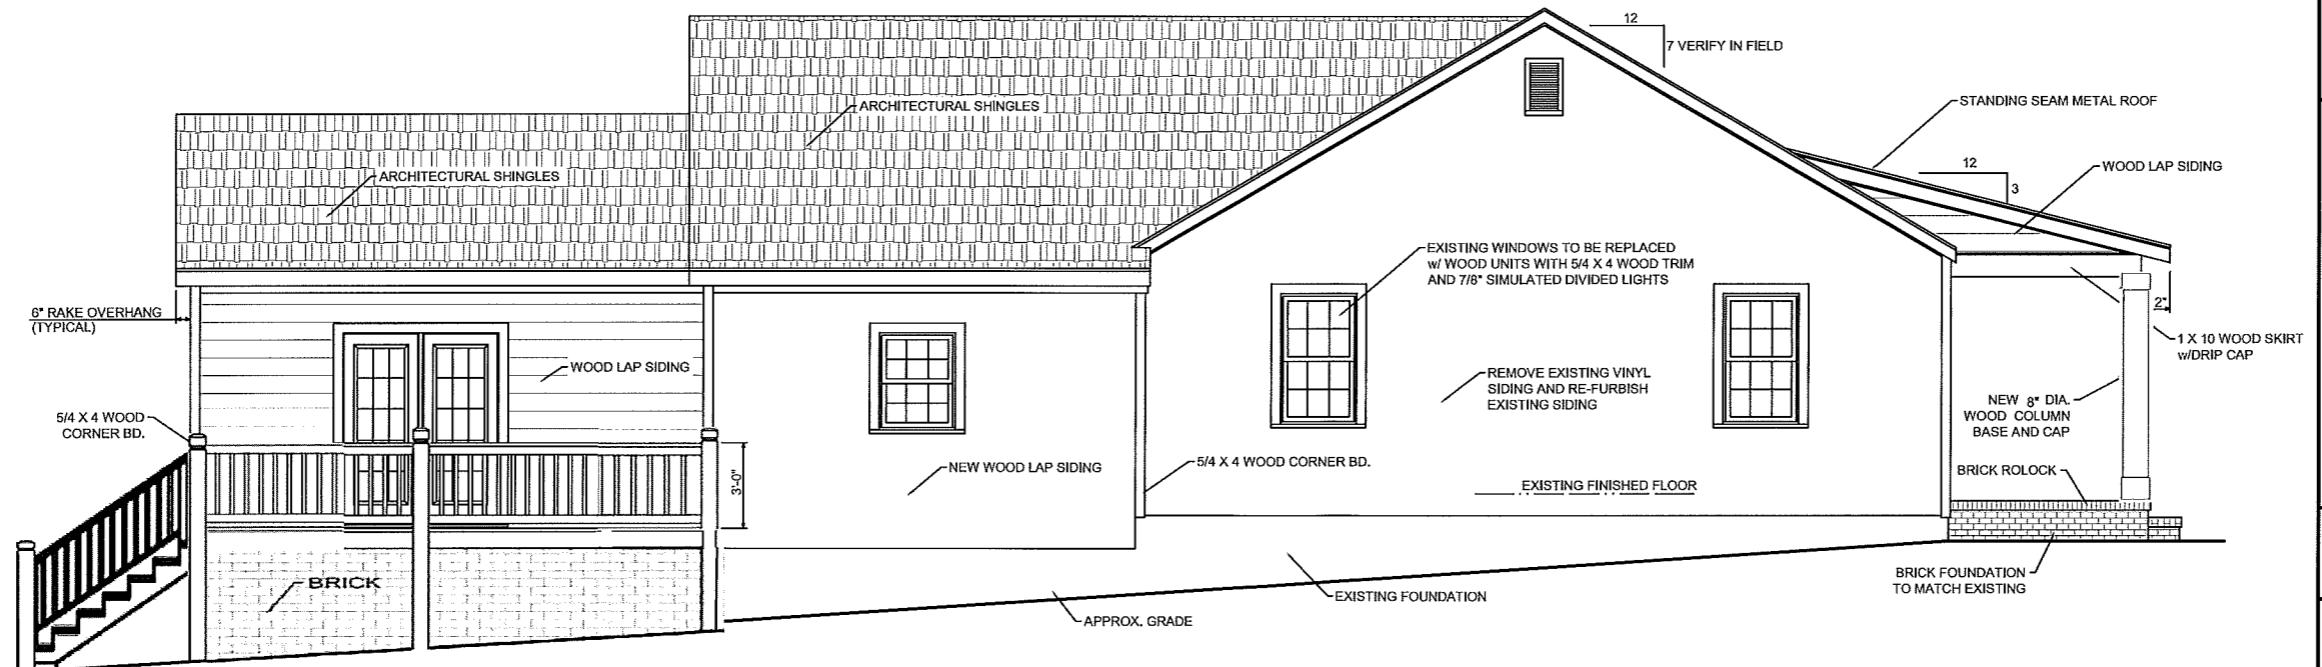 12
7 VERIFY IN FIELD
ARCHITECTURAL SHINGLES
STANDING SEAM METAL ROOF
12
3
WOOD LAP SIDING
ARCHITECTURAL SHINGLES
EXISTING WINDOWS TO BE REPLACED
w/ WOOD UNITS WITH 5/4 X 4 WOOD TRIM
AND 7/8" SIMULATED DIVIDED LIGHTS
6" RAKE OVERHANG
(TYPICAL)
2"
1 X 10 WOOD SKIRT
w/DRIP CAP
WOOD LAP SIDING
REMOVE EXISTING VINYL
SIDING AND RE-FURBISH
EXISTING SIDING
NEW 8" DIA.
WOOD COLUMN
BASE AND CAP
5/4 X 4 WOOD
CORNER BD.
3'-0"
NEW WOOD LAP SIDING
5/4 X 4 WOOD CORNER BD.
BRICK ROLOCK
EXISTING FINISHED FLOOR
BRICK
BRICK FOUNDATION
TO MATCH EXISTING
EXISTING FOUNDATION
APPROX. GRADE